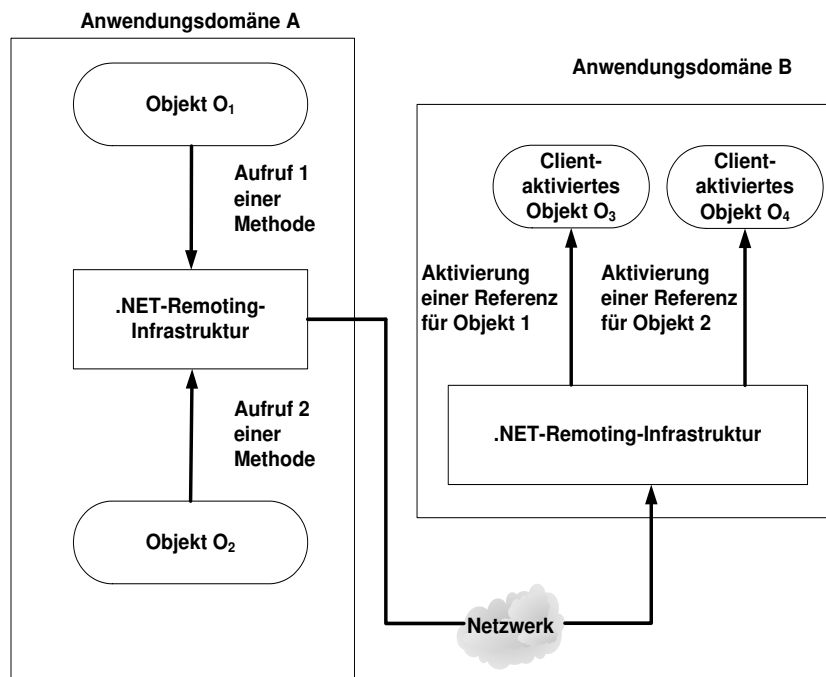 Anwendungsdomäne A
Objekt O₁
Aufruf 1
einer
Methode
.NET-Remoting-
Infrastruktur
Aufruf 2
einer
Methode
Objekt O₂
Anwendungsdomäne B
Client-
aktiviertes
Objekt O₃
Client-
aktiviertes
Objekt O₄
Aktivierung
einer Referenz
für Objekt 1
Aktivierung
einer Referenz
für Objekt 2
.NET-Remoting-Infrastruktur
Netzwerk